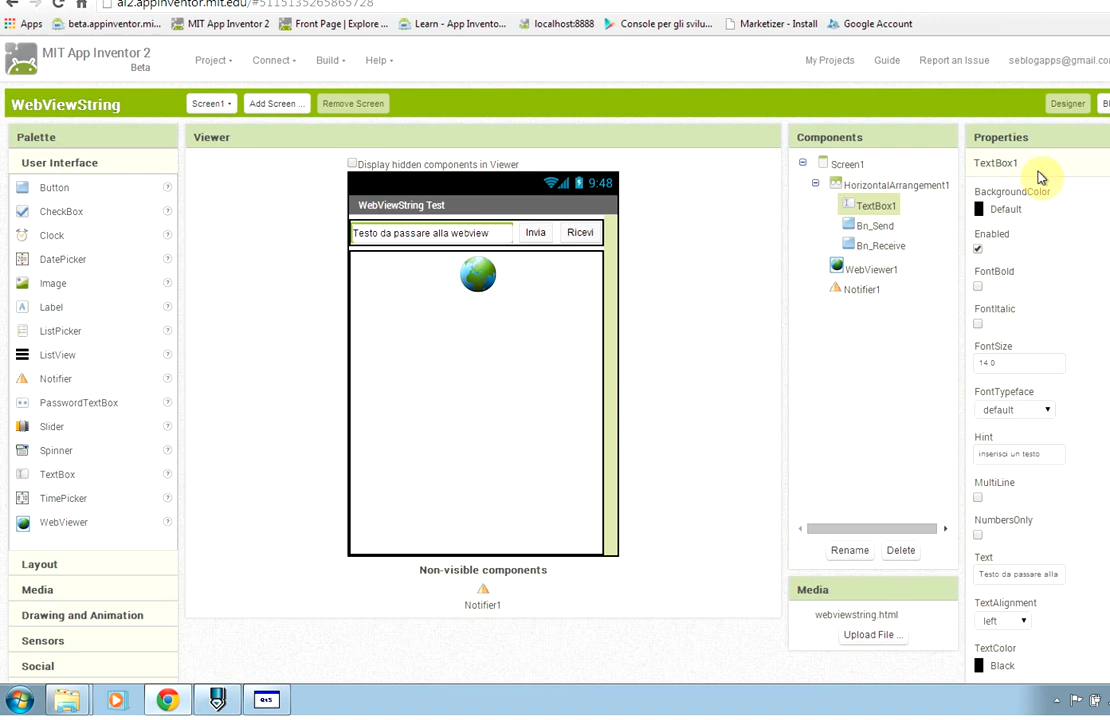 ai2.appinventor.mit.edu/#5115135265865728
Apps beta.appinventor.mi... MIT App Inventor 2 Front Page | Explore ... Learn - App Invento... localhost:8888 Console per gli svilu... Marketizer - Install Google Account
MIT App Inventor 2
Beta
Project Connect Build Help My Projects Guide Report an Issue seblogapps@gmail.co
WebViewString Screen1 Add Screen ... Remove Screen Designer
Palette Viewer Components Properties
User Interface
Button
CheckBox
Clock
DatePicker
Image
Label
ListPicker
ListView
Notifier
PasswordTextBox
Slider
Spinner
TextBox
TimePicker
WebViewer
Layout
Media
Drawing and Animation
Sensors
Social
Display hidden components in Viewer
9:48
WebViewString Test
Testo da passare alla webview Invia Ricevi
Non-visible components
Notifier1
Screen1
HorizontalArrangement1
TextBox1
Bn_Send
Bn_Receive
WebViewer1
Notifier1
Rename Delete
Media
webviewstring.html
Upload File ...
TextBox1
BackgroundColor
Default
Enabled
FontBold
FontItalic
FontSize
14.0
FontTypeface
default
Hint
inserisci un testo
MultiLine
NumbersOnly
Text
Testo da passare alla
TextAlignment
left
TextColor
Black